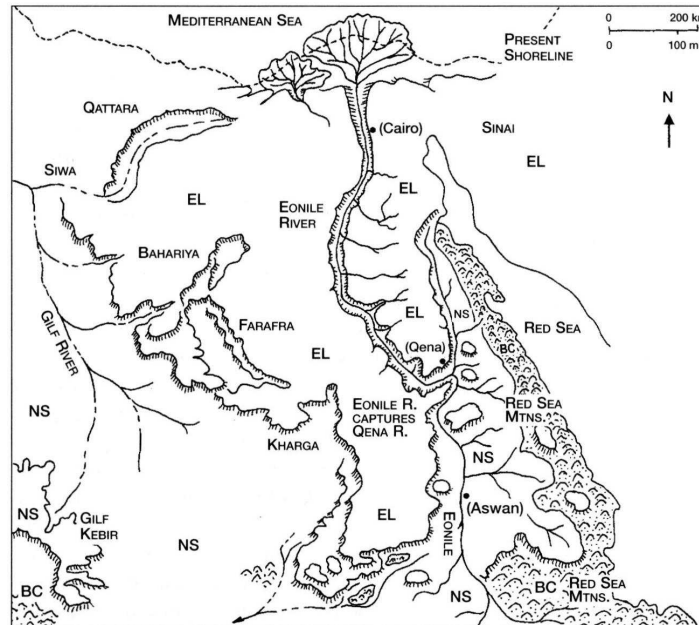 MEDITERRANEAN SEA
0 200 km
0 100 m
PRESENT
SHORELINE
N
QATTARA
(Cairo)
SINAI
EL
SIWA
EL
EL
EONILE
RIVER
BAHARIYA
GILF RIVER
FARAFRA
EL
NS
RED SEA
BC
EL
(Qena)
NS
KHARGA
EONILE R.
CAPTURES
QENA R.
RED SEA
MTNS.
NS
NS
GILF
KEBIR
NS
EL
EONILE
(Aswan)
BC
NS
BC
RED SEA
MTNS.